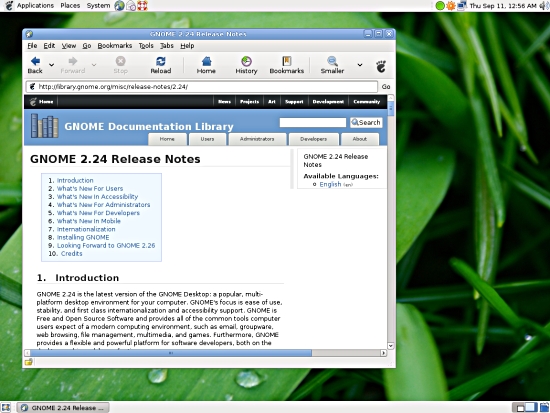 Applications Places System Thu Sep 11, 12:56 AM
GNOME 2.24 Release Notes
File Edit View Go Bookmarks Tools Tabs Help
Back Forward Stop Reload Home History Bookmarks Smaller
http://library.gnome.org/misc/release-notes/2.24/ Go
Home News Projects Art Support Development Community
GNOME Documentation Library Search
Home Users Administrators Developers About
GNOME 2.24 Release Notes
1. Introduction
2. What's New For Users
3. What's New In Accessibility
4. What's New For Administrators
5. What's New For Developers
6. What's New In Mobile
7. Internationalization
8. Installing GNOME
9. Looking Forward to GNOME 2.26
10. Credits
GNOME 2.24 Release
Notes
Available Languages:
English (en)
1. Introduction
GNOME 2.24 is the latest version of the GNOME Desktop: a popular, multi-
platform desktop environment for your computer. GNOME's focus is ease of use,
stability, and first class internationalization and accessibility support. GNOME is
Free and Open Source Software and provides all of the common tools computer
users expect of a modern computing environment, such as email, groupware,
web browsing, file management, multimedia, and games. Furthermore, GNOME
provides a flexible and powerful platform for software developers, both on the
GNOME 2.24 Release ...